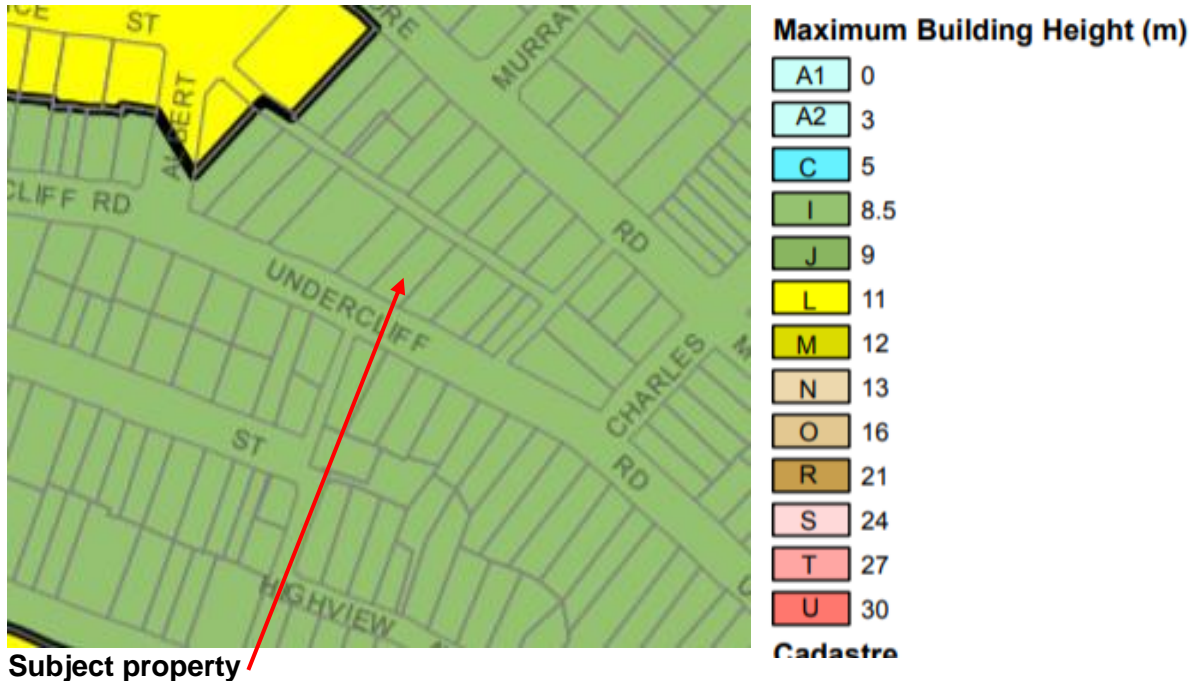 ST
ORE
MURRAY
ALBERT
CLIFF RD
RD
UNDERCLIFF
CHARLES
ST
RD
HIGHVIEW
Subject property
Maximum Building Height (m)
A1 0
A2 3
C 5
I 8.5
J 9
L 11
M 12
N 13
O 16
R 21
S 24
T 27
U 30
Cadastre